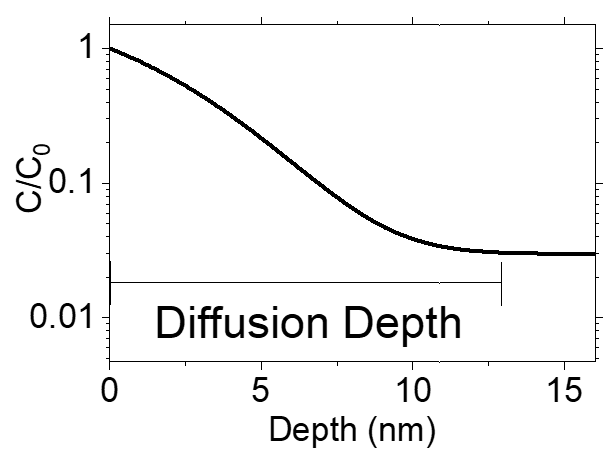 1
0.1
0.01
C/C₀
Diffusion Depth
0 5 10 15
Depth (nm)